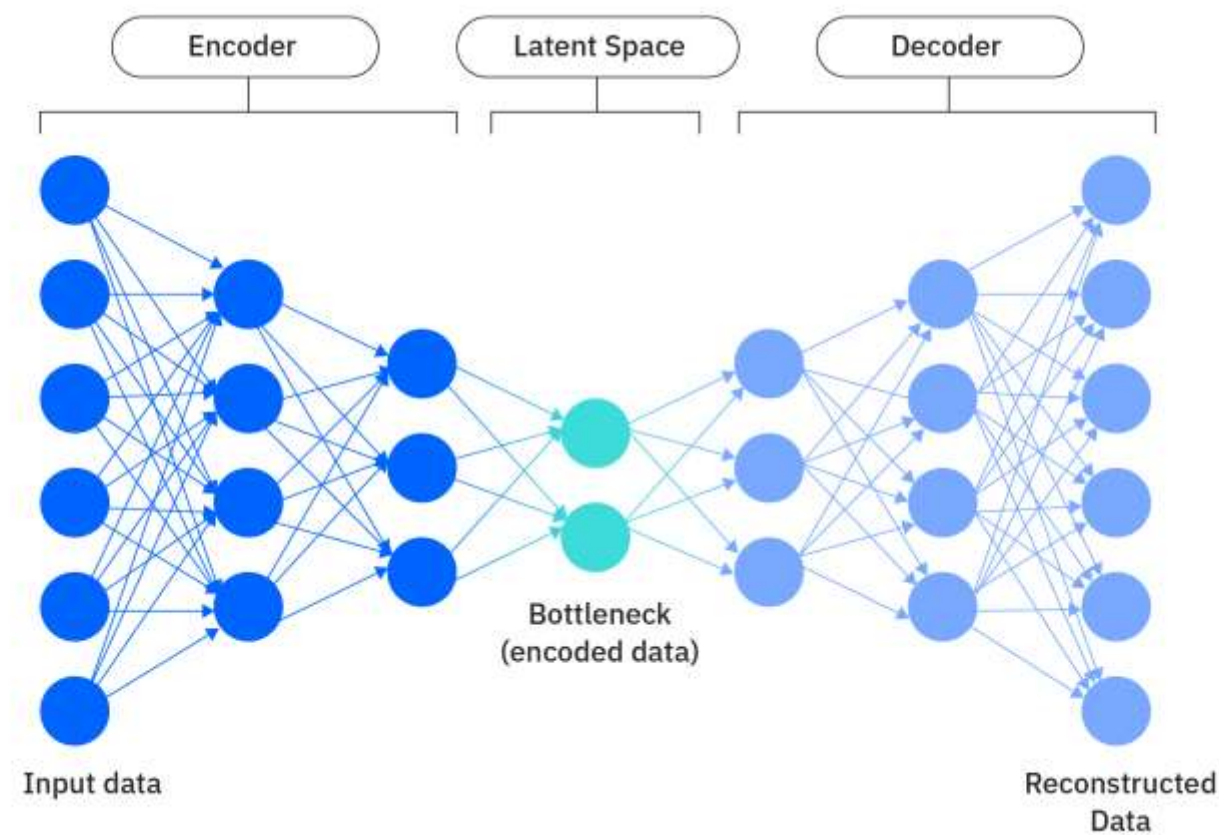 Encoder
Latent Space
Decoder
Bottleneck
(encoded data)
Input data
Reconstructed
Data